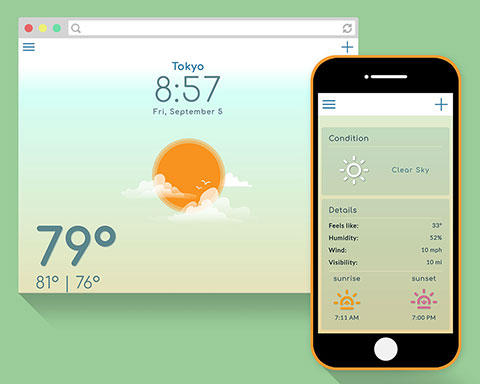 Tokyo
8:57
Fri, September 5
79°
81° | 76°
Condition
Clear Sky
Details
Feels like: 33°
Humidity: 52%
Wind: 10 mph
Visibility: 10 mi
sunrise sunset
7:11 AM 7:00 PM